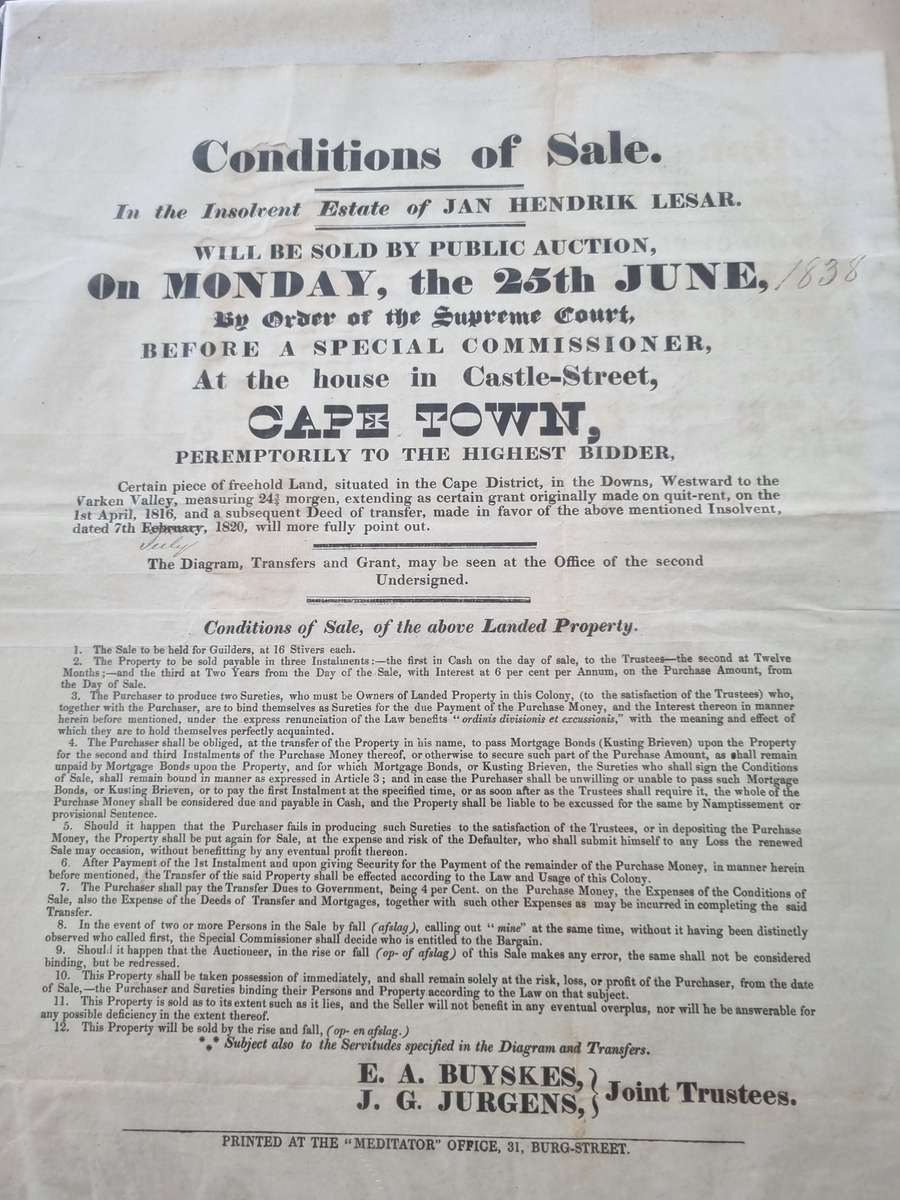 Conditions of Sale.
In the Insolvent Estate of JAN HENDRIK LESAR.
WILL BE SOLD BY PUBLIC AUCTION,
On MONDAY, the 25th JUNE, 1838
By Order of the Supreme Court,
BEFORE A SPECIAL COMMISSIONER,
At the house in Castle-Street,
CAPE TOWN,
PEREMPTORILY TO THE HIGHEST BIDDER,
Certain piece of freehold Land, situated in the Cape District, in the Downs, Westward to the
Varken Valley, measuring 24¾ morgen, extending as certain grant originally made on quit-rent, on the
1st April, 1816, and a subsequent Deed of transfer, made in favor of the above mentioned Insolvent,
dated 7th February, 1820, will more fully point out.
July
The Diagram, Transfers and Grant, may be seen at the Office of the second
Undersigned.
Conditions of Sale, of the above Landed Property.
1. The Sale to be held for Guilders, at 16 Stivers each.
2. The Property to be sold payable in three Instalments:—the first in Cash on the day of sale, to the Trustees—the second at Twelve
Months;—and the third at Two Years from the Day of the Sale, with Interest at 6 per cent per Annum, on the Purchase Amount, from
the Day of Sale.
3. The Purchaser to produce two Sureties, who must be Owners of Landed Property in this Colony, (to the satisfaction of the Trustees) who,
together with the Purchaser, are to bind themselves as Sureties for the due Payment of the Purchase Money, and the Interest thereon in manner
herein before mentioned, under the express renunciation of the Law benefits "ordinis divisionis et excussionis," with the meaning and effect of
which they are to hold themselves perfectly acquainted.
4. The Purchaser shall be obliged, at the transfer of the Property in his name, to pass Mortgage Bonds (Kusting Brieven) upon the Property
for the second and third Instalments of the Purchase Money thereof, or otherwise to secure such part of the Purchase Amount, as shall remain
unpaid by Mortgage Bonds upon the Property, and for which Mortgage Bonds, or Kusting Brieven, the Sureties who shall sign the Conditions
of Sale, shall remain bound in manner as expressed in Article 3; and in case the Purchaser shall be unwilling or unable to pass such Mortgage
Bonds, or Kusting Brieven, or to pay the first Instalment at the specified time, or as soon after as the Trustees shall require it, the whole of the
Purchase Money shall be considered due and payable in Cash, and the Property shall be liable to be excussed for the same by Namptissement or
provisional Sentence.
5. Should it happen that the Purchaser fails in producing such Sureties to the satisfaction of the Trustees, or in depositing the Purchase
Money, the Property shall be put again for Sale, at the expense and risk of the Defaulter, who shall submit himself to any Loss the renewed
Sale may occasion, without benefitting by any eventual profit thereon.
6. After Payment of the 1st Instalment and upon giving Security for the Payment of the remainder of the Purchase Money, in manner herein
before mentioned, the Transfer of the said Property shall be effected according to the Law and Usage of this Colony.
7. The Purchaser shall pay the Transfer Dues to Government, Being 4 per Cent. on the Purchase Money, the Expenses of the Conditions of
Sale, also the Expense of the Deeds of Transfer and Mortgages, together with such other Expenses as may be incurred in completing the said
Transfer.
8. In the event of two or more Persons in the Sale by fall (afslag), calling out "mine" at the same time, without it having been distinctly
observed who called first, the Special Commissioner shall decide who is entitled to the Bargain.
9. Should it happen that the Auctioneer, in the rise or fall (op- of afslag) of this Sale makes any error, the same shall not be considered
binding, but be redressed.
10. This Property shall be taken possession of immediately, and shall remain solely at the risk, loss, or profit of the Purchaser, from the date
of Sale,—the Purchaser and Sureties binding their Persons and Property according to the Law on that subject.
11. This Property is sold as to its extent such as it lies, and the Seller will not benefit in any eventual overplus, nor will he be answerable for
any possible deficiency in the extent thereof.
12. This Property will be sold by the rise and fall, (op- en afslag.)
*⁎* Subject also to the Servitudes specified in the Diagram and Transfers.
E. A. BUYSKES, } Joint Trustees.
J. G. JURGENS,
PRINTED AT THE "MEDITATOR" OFFICE, 31, BURG-STREET.